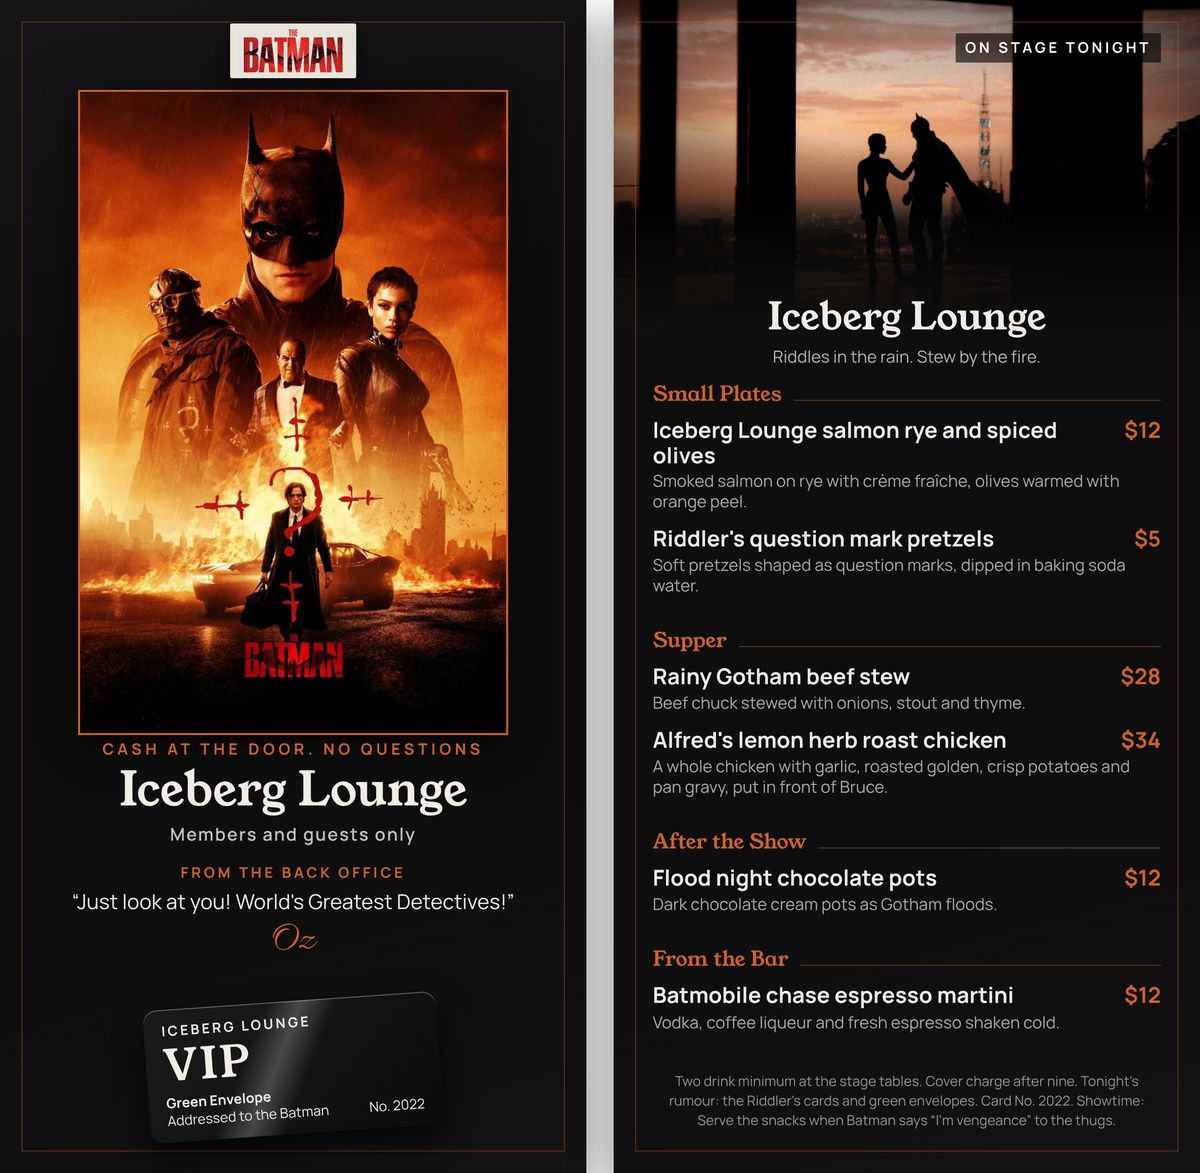 THE
BATMAN
?
THE
BATMAN
CASH AT THE DOOR. NO QUESTIONS
Iceberg Lounge
Members and guests only
FROM THE BACK OFFICE
“Just look at you! World's Greatest Detectives!”
Oz
ICEBERG LOUNGE
VIP
Green Envelope
Addressed to the Batman
No. 2022
ON STAGE TONIGHT
Iceberg Lounge
Riddles in the rain. Stew by the fire.
Small Plates
Iceberg Lounge salmon rye and spiced
olives
$12
Smoked salmon on rye with crème fraîche, olives warmed with
orange peel.
Riddler's question mark pretzels
$5
Soft pretzels shaped as question marks, dipped in baking soda
water.
Supper
Rainy Gotham beef stew
$28
Beef chuck stewed with onions, stout and thyme.
Alfred's lemon herb roast chicken
$34
A whole chicken with garlic, roasted golden, crisp potatoes and
pan gravy, put in front of Bruce.
After the Show
Flood night chocolate pots
$12
Dark chocolate cream pots as Gotham floods.
From the Bar
Batmobile chase espresso martini
$12
Vodka, coffee liqueur and fresh espresso shaken cold.
Two drink minimum at the stage tables. Cover charge after nine. Tonight's
rumour: the Riddler's cards and green envelopes. Card No. 2022. Showtime:
Serve the snacks when Batman says “I'm vengeance” to the thugs.